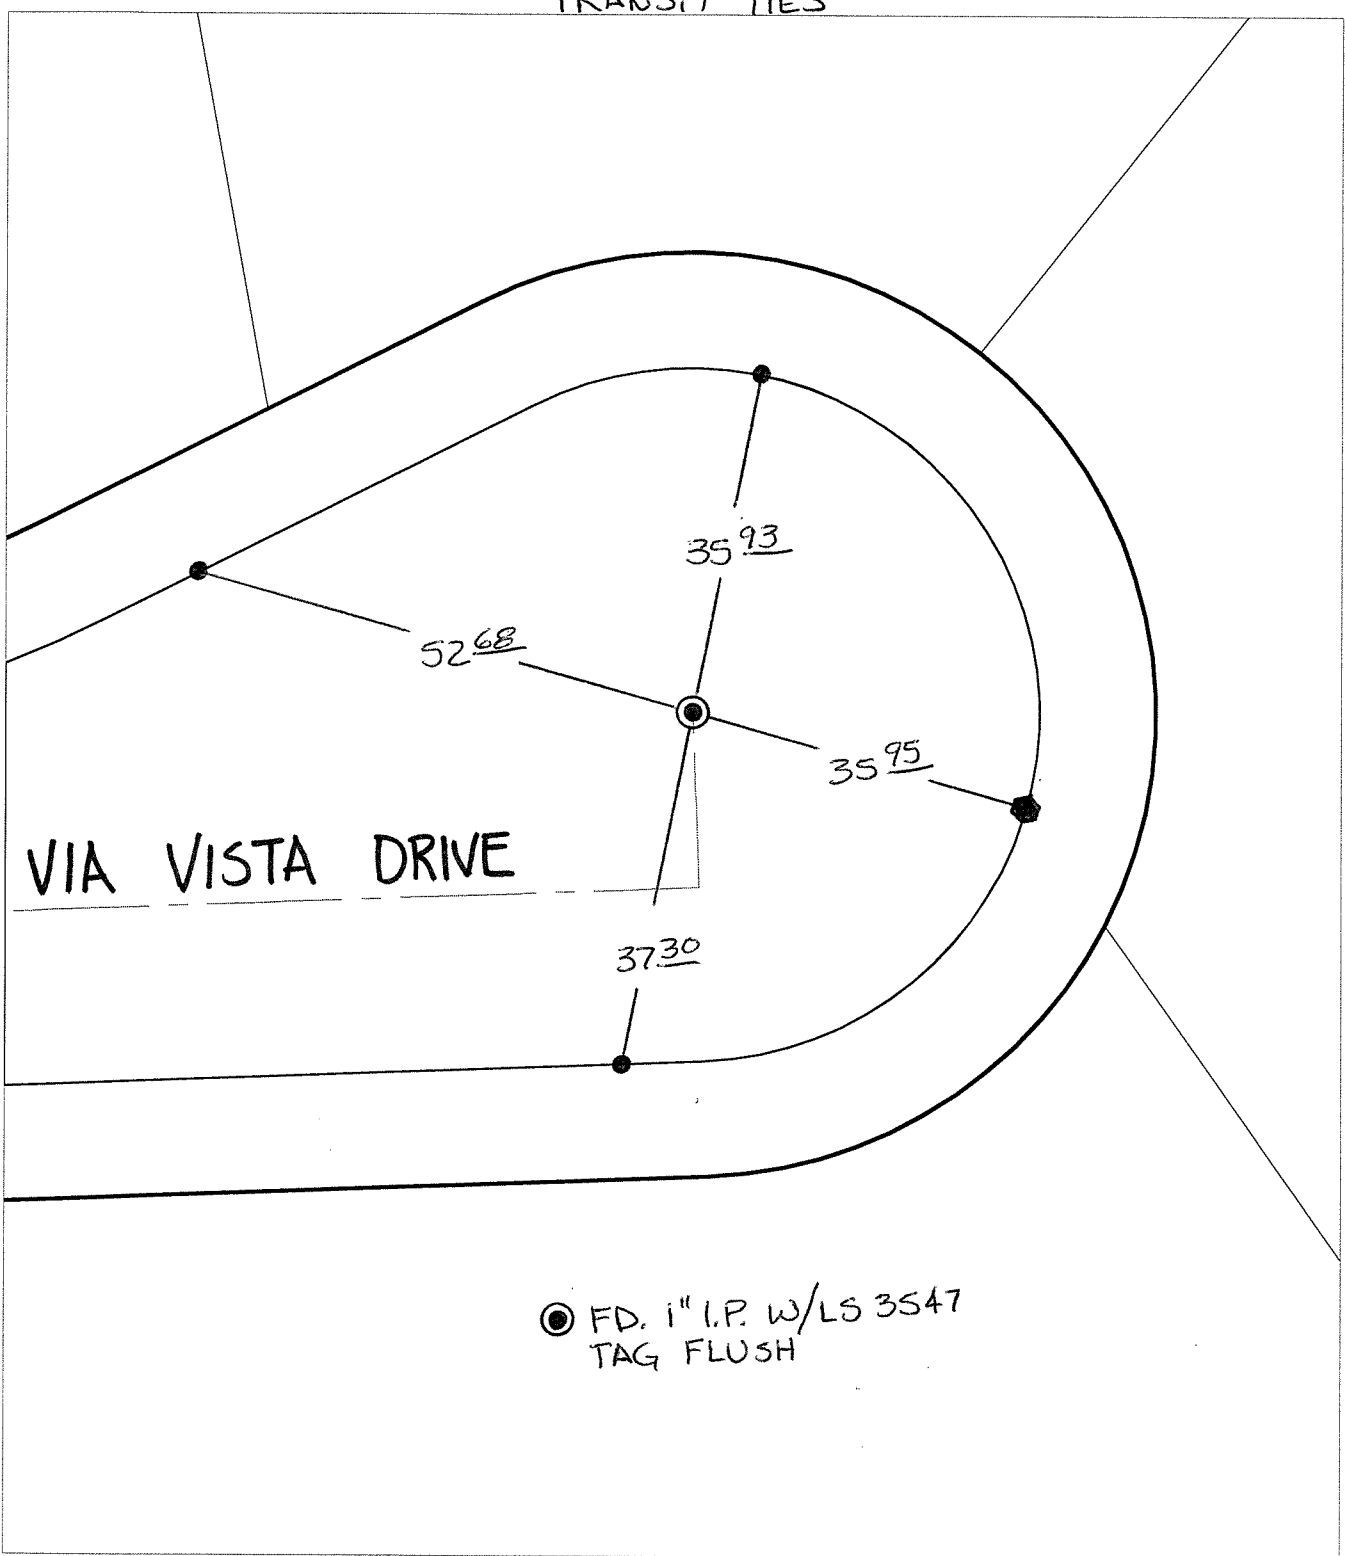 TRANSIT TIES
35 93
52 68
35 95
VIA VISTA DRIVE
37 30
FD. 1" I.P. W/LS 3547
TAG FLUSH